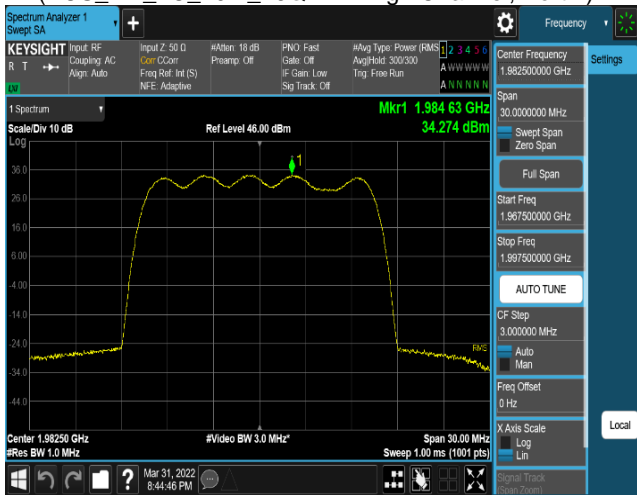 Spectrum Analyzer 1
Swept SA
+
Frequency
KEYSIGHT
R T
Input: RF
Coupling: AC
Align: Auto
Input Z: 50 Ω
Corr CCorr
Freq Ref: Int (S)
NFE: Adaptive
#Atten: 18 dB
Preamp: Off
PNO: Fast
Gate: Off
IF Gain: Low
Sig Track: Off
#Avg Type: Power (RMS
Avg|Hold: 300/300
Trig: Free Run
1 2 3 4 5 6
A W W W W W
A N N N N N
1 Spectrum
Scale/Div 10 dB
Log
Ref Level 46.00 dBm
Mkr1 1.984 63 GHz
34.274 dBm
1
36.0
26.0
16.0
6.00
-4.00
-14.0
-24.0
-34.0
-44.0
RMS
Center 1.98250 GHz
#Res BW 1.0 MHz
#Video BW 3.0 MHz*
Span 30.00 MHz
Sweep 1.00 ms (1001 pts)
Mar 31, 2022
8:44:46 PM
Center Frequency
1.982500000 GHz
Settings
Span
30.0000000 MHz
Swept Span
Zero Span
Full Span
Start Freq
1.967500000 GHz
Stop Freq
1.997500000 GHz
AUTO TUNE
CF Step
3.000000 MHz
Auto
Man
Freq Offset
0 Hz
X Axis Scale
Log
Lin
Local
Signal Track
(Span Zoom)